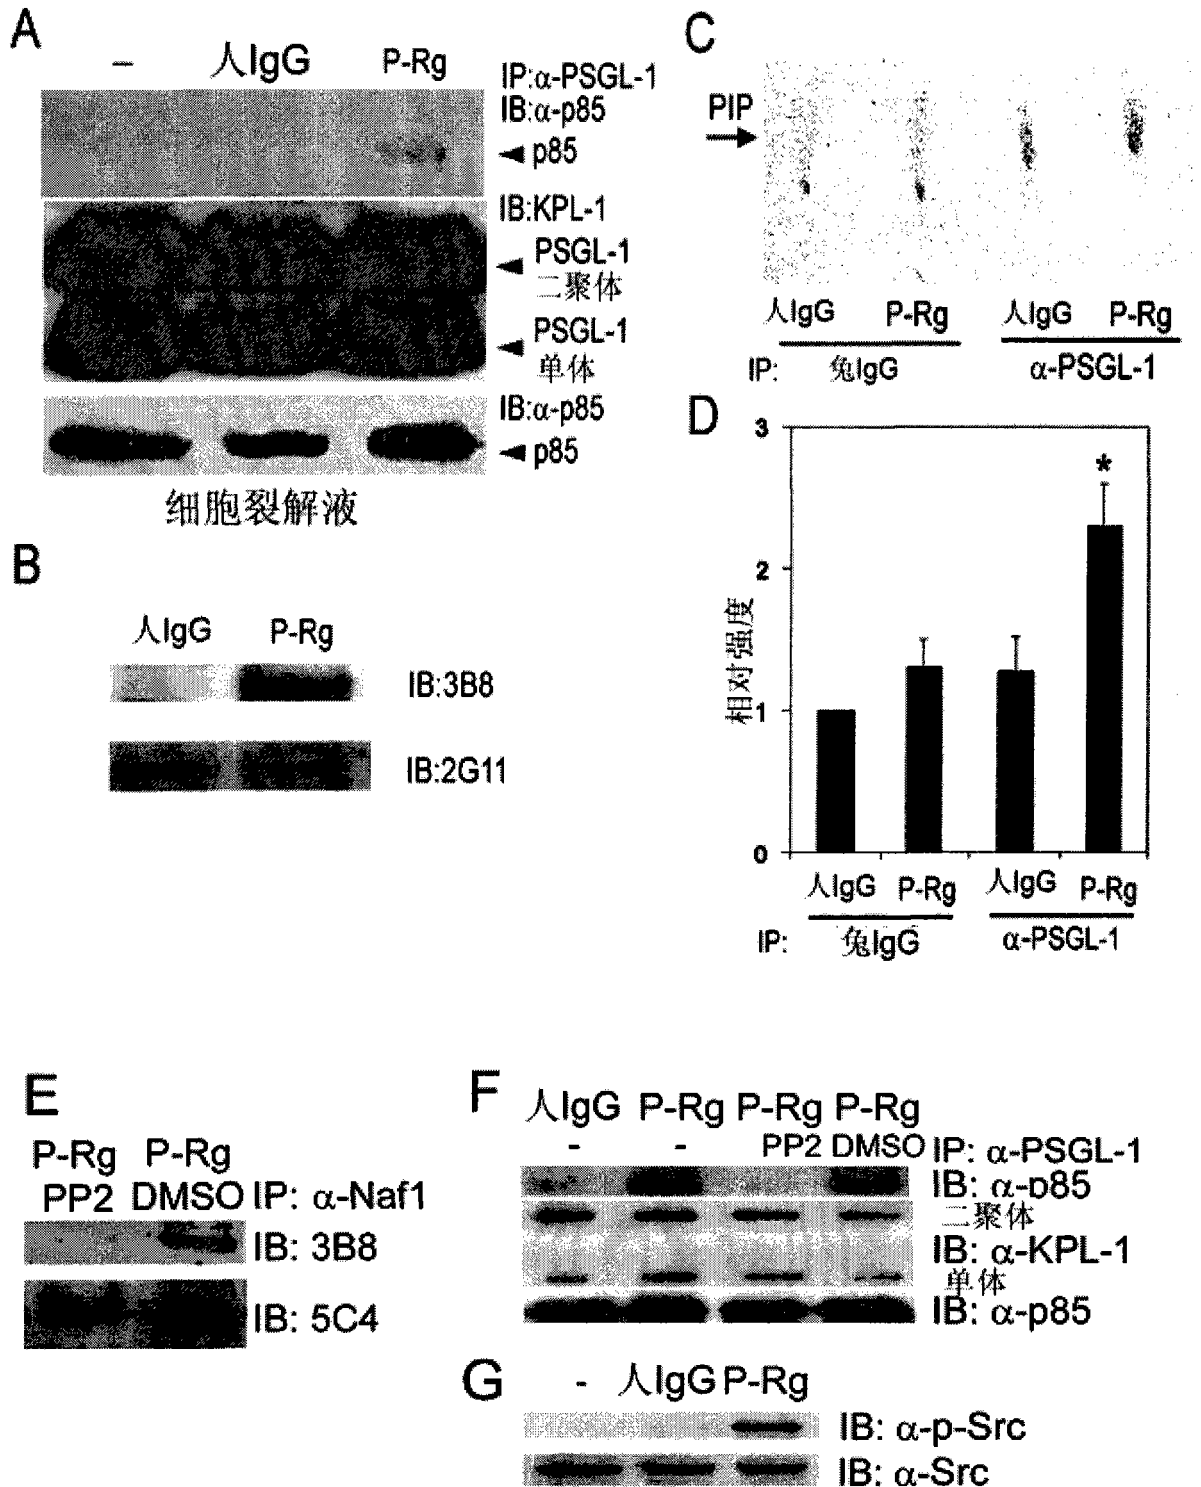 A
– 人IgG P-Rg
IP:α-PSGL-1
IB:α-p85
p85
IB:KPL-1
PSGL-1
二聚体
PSGL-1
单体
IB:α-p85
p85
细胞裂解液
B
人IgG P-Rg
IB:3B8
IB:2G11
C
PIP
人IgG P-Rg 人IgG P-Rg
IP: 兔IgG α-PSGL-1
D
3
*
2
相对强度
1
0
人IgG P-Rg 人IgG P-Rg
IP: 兔IgG α-PSGL-1
E
P-Rg P-Rg
PP2 DMSO IP: α-Naf1
IB: 3B8
IB: 5C4
F
人IgG P-Rg P-Rg P-Rg
- - PP2 DMSO IP: α-PSGL-1
IB: α-p85
二聚体
IB: α-KPL-1
单体
IB: α-p85
G
- 人IgG P-Rg
IB: α-p-Src
IB: α-Src